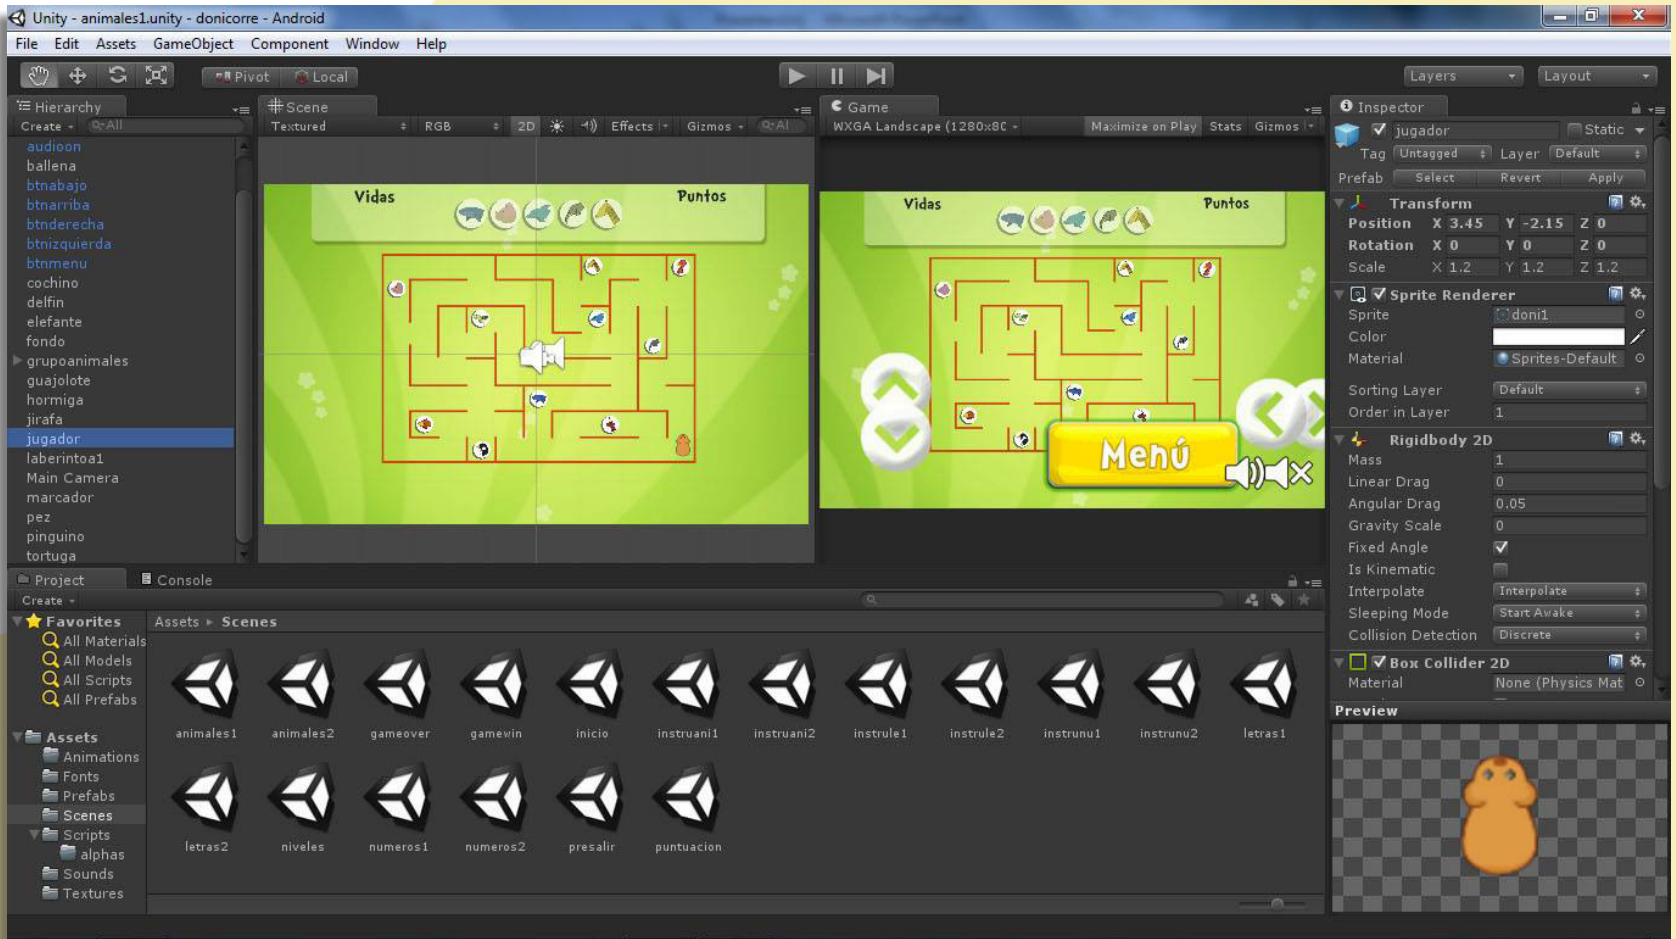 Unity - animales1.unity - donicorre - Android
File Edit Assets GameObject Component Window Help
Pivot Local
Layers Layout
Hierarchy
Create All
audioon
ballena
btnabajo
btnarriba
btnderecha
btnizquierda
btnmenu
cochino
delfin
elefante
fondo
grupoanimales
guajolote
hormiga
jirafa
jugador
laberintoa1
Main Camera
marcador
pez
pinguino
tortuga
Scene
Textured RGB 2D Effects Gizmos Al
Vidas Puntos
Game
WXGA Landscape (1280x80 Maximize on Play Stats Gizmos
Vidas Puntos
Menú
Inspector
jugador Static
Tag Untagged Layer Default
Prefab Select Revert Apply
Transform
Position X 3.45 Y -2.15 Z 0
Rotation X 0 Y 0 Z 0
Scale X 1.2 Y 1.2 Z 1.2
Sprite Renderer
Sprite doni1
Color
Material Sprites-Default
Sorting Layer Default
Order in Layer 1
Rigidbody 2D
Mass 1
Linear Drag 0
Angular Drag 0.05
Gravity Scale 0
Fixed Angle
Is Kinematic
Interpolate Interpolate
Sleeping Mode Start Awake
Collision Detection Discrete
Box Collider 2D
Material None (Physics Mat
Preview
Project Console
Create
Favorites
All Materials
All Models
All Scripts
All Prefabs
Assets
Animations
Fonts
Prefabs
Scenes
Scripts
alphas
Sounds
Textures
Assets Scenes
animales1 animales2 gameover gamewin inicio instruani1 instruani2 instrule1 instrule2 instrunu1 instrunu2 letras1
letras2 niveles numeros1 numeros2 presalir puntuacion